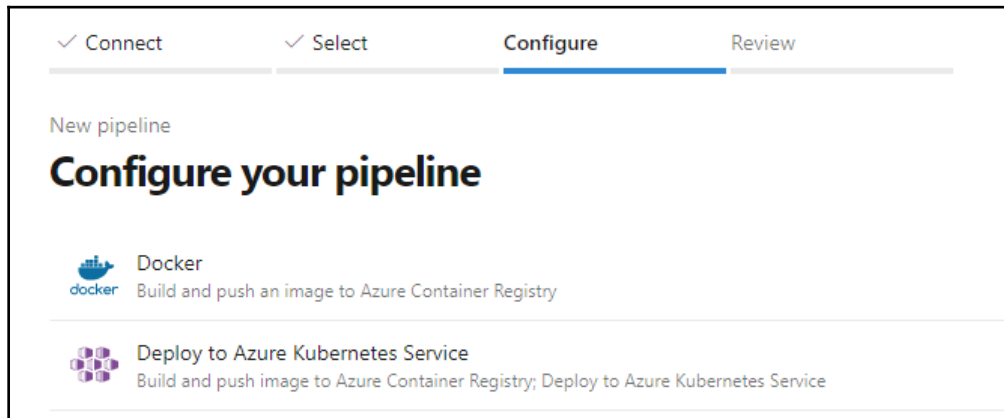 Connect Select Configure Review
New pipeline
Configure your pipeline
Docker
docker Build and push an image to Azure Container Registry
Deploy to Azure Kubernetes Service
Build and push image to Azure Container Registry; Deploy to Azure Kubernetes Service